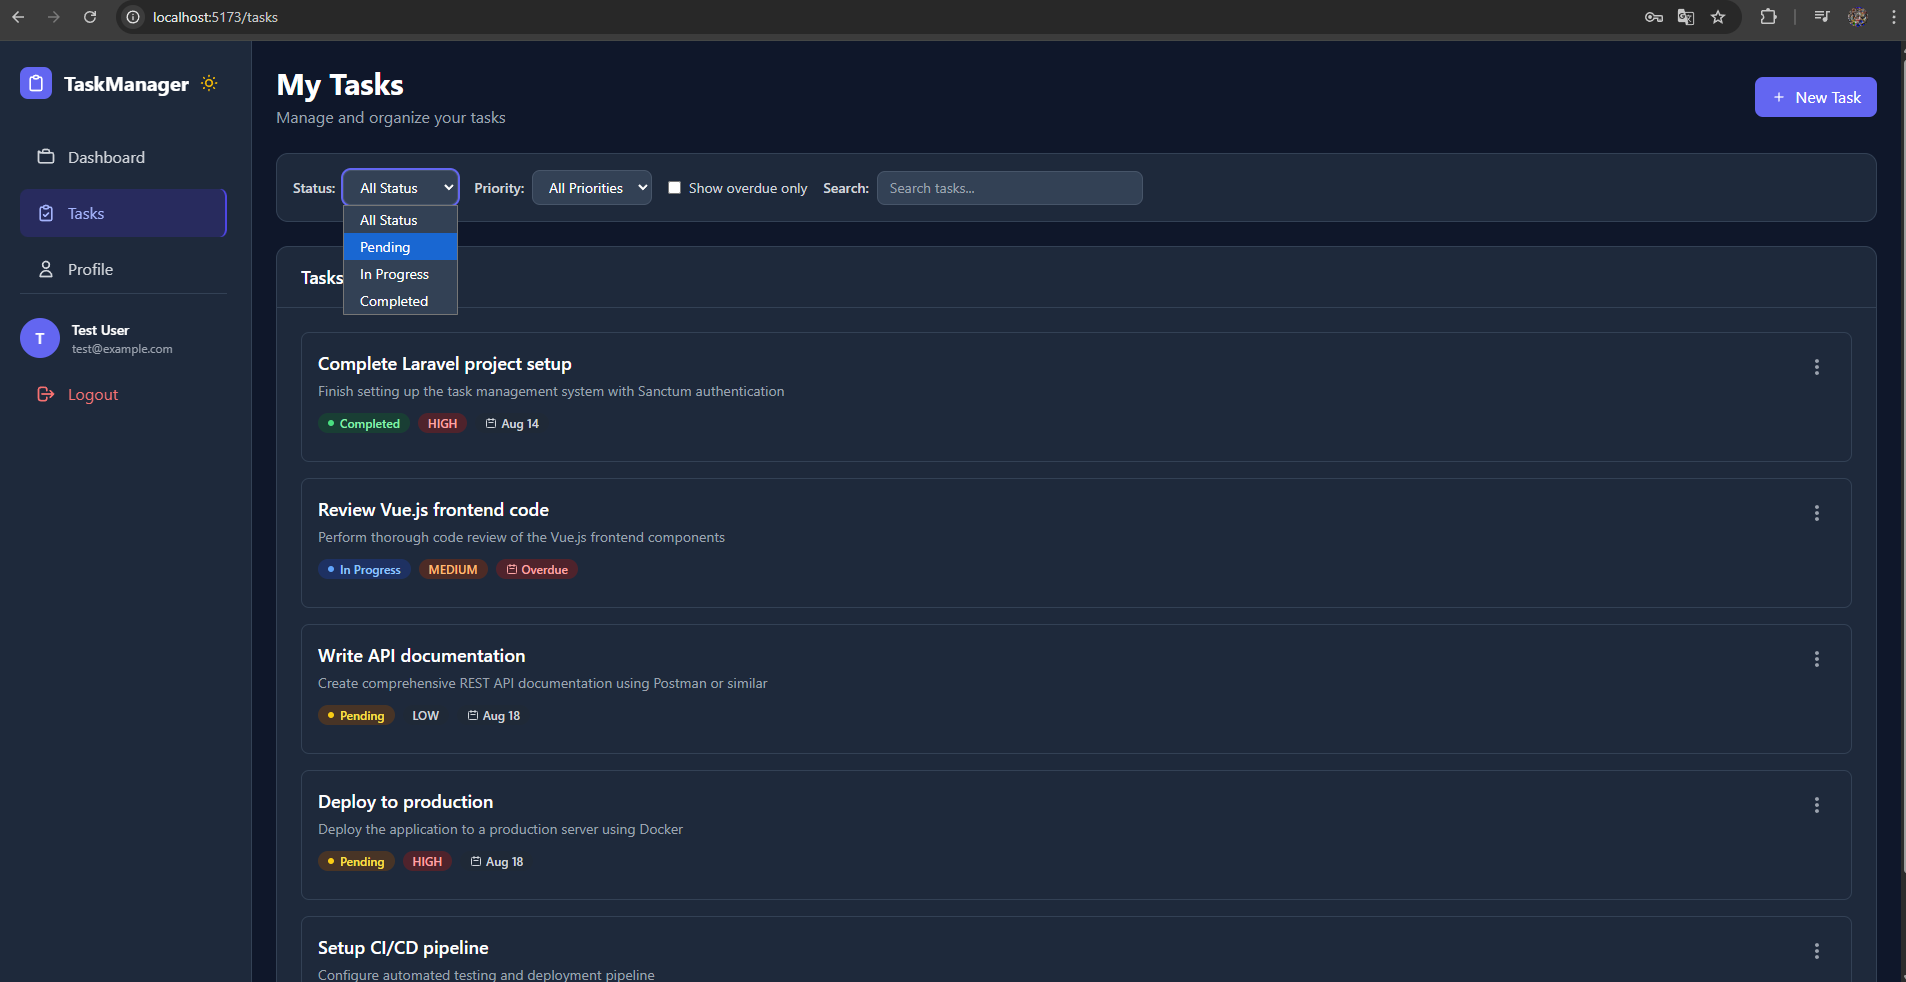 localhost:5173/tasks
TaskManager
Dashboard
Tasks
Profile
T
Test User
test@example.com
Logout
My Tasks
Manage and organize your tasks
+ New Task
Status: All Status Priority: All Priorities Show overdue only Search: Search tasks...
All Status
Pending
In Progress
Completed
Tasks
Complete Laravel project setup
Finish setting up the task management system with Sanctum authentication
Completed HIGH Aug 14
Review Vue.js frontend code
Perform thorough code review of the Vue.js frontend components
In Progress MEDIUM Overdue
Write API documentation
Create comprehensive REST API documentation using Postman or similar
Pending LOW Aug 18
Deploy to production
Deploy the application to a production server using Docker
Pending HIGH Aug 18
Setup CI/CD pipeline
Configure automated testing and deployment pipeline